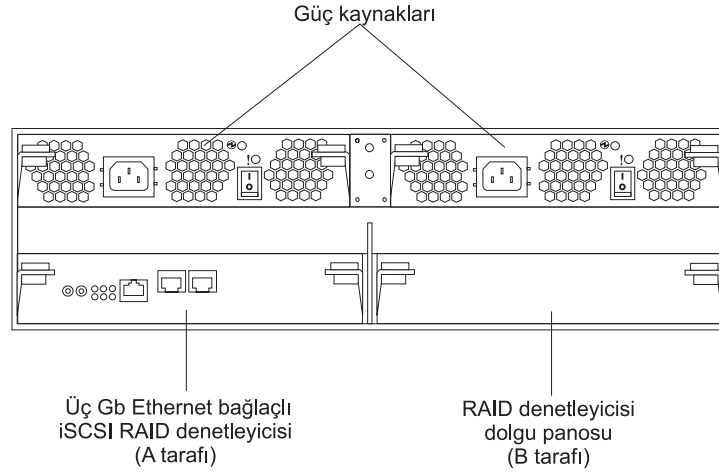 Güç kaynakları
Üç Gb Ethernet bağlaçlı
iSCSI RAID denetleyicisi
(A tarafı)
RAID denetleyicisi
dolgu panosu
(B tarafı)